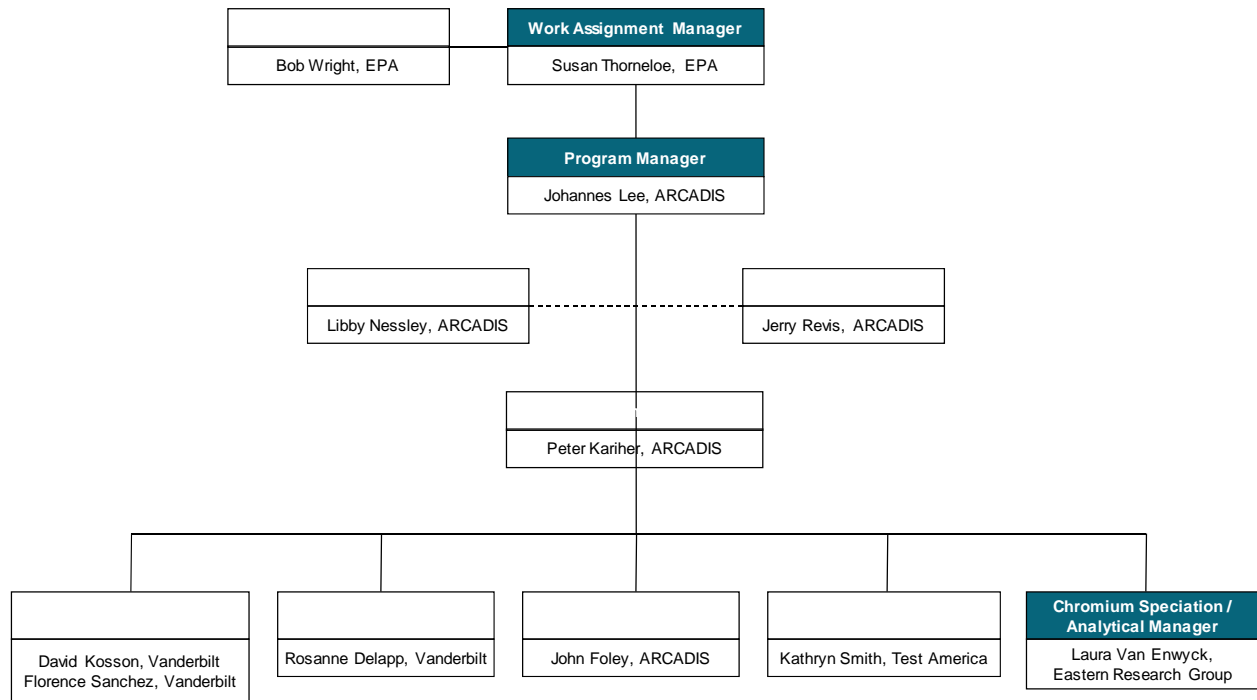 Work Assignment Manager
Bob Wright, EPA
Susan Thorneloe, EPA
Program Manager
Johannes Lee, ARCADIS
Libby Nessley, ARCADIS
Jerry Revis, ARCADIS
Peter Kariher, ARCADIS
David Kosson, Vanderbilt
Florence Sanchez, Vanderbilt
Rosanne Delapp, Vanderbilt
John Foley, ARCADIS
Kathryn Smith, Test America
Chromium Speciation /
Analytical Manager
Laura Van Enwyck,
Eastern Research Group